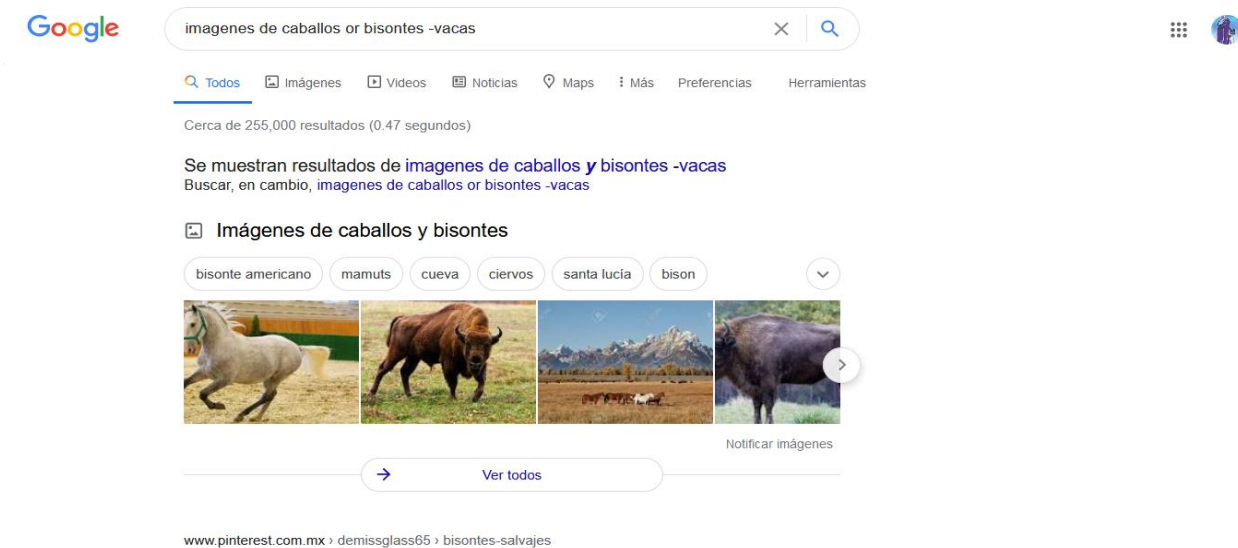 Google
imagenes de caballos or bisontes -vacas
Todos Imágenes Videos Noticias Maps Más Preferencias Herramientas
Cerca de 255,000 resultados (0.47 segundos)
Se muestran resultados de imagenes de caballos y bisontes -vacas
Buscar, en cambio, imagenes de caballos or bisontes -vacas
Imágenes de caballos y bisontes
bisonte americano mamuts cueva ciervos santa lucía bison
Notificar imágenes
Ver todos
www.pinterest.com.mx › demissglass65 › bisontes-salvajes